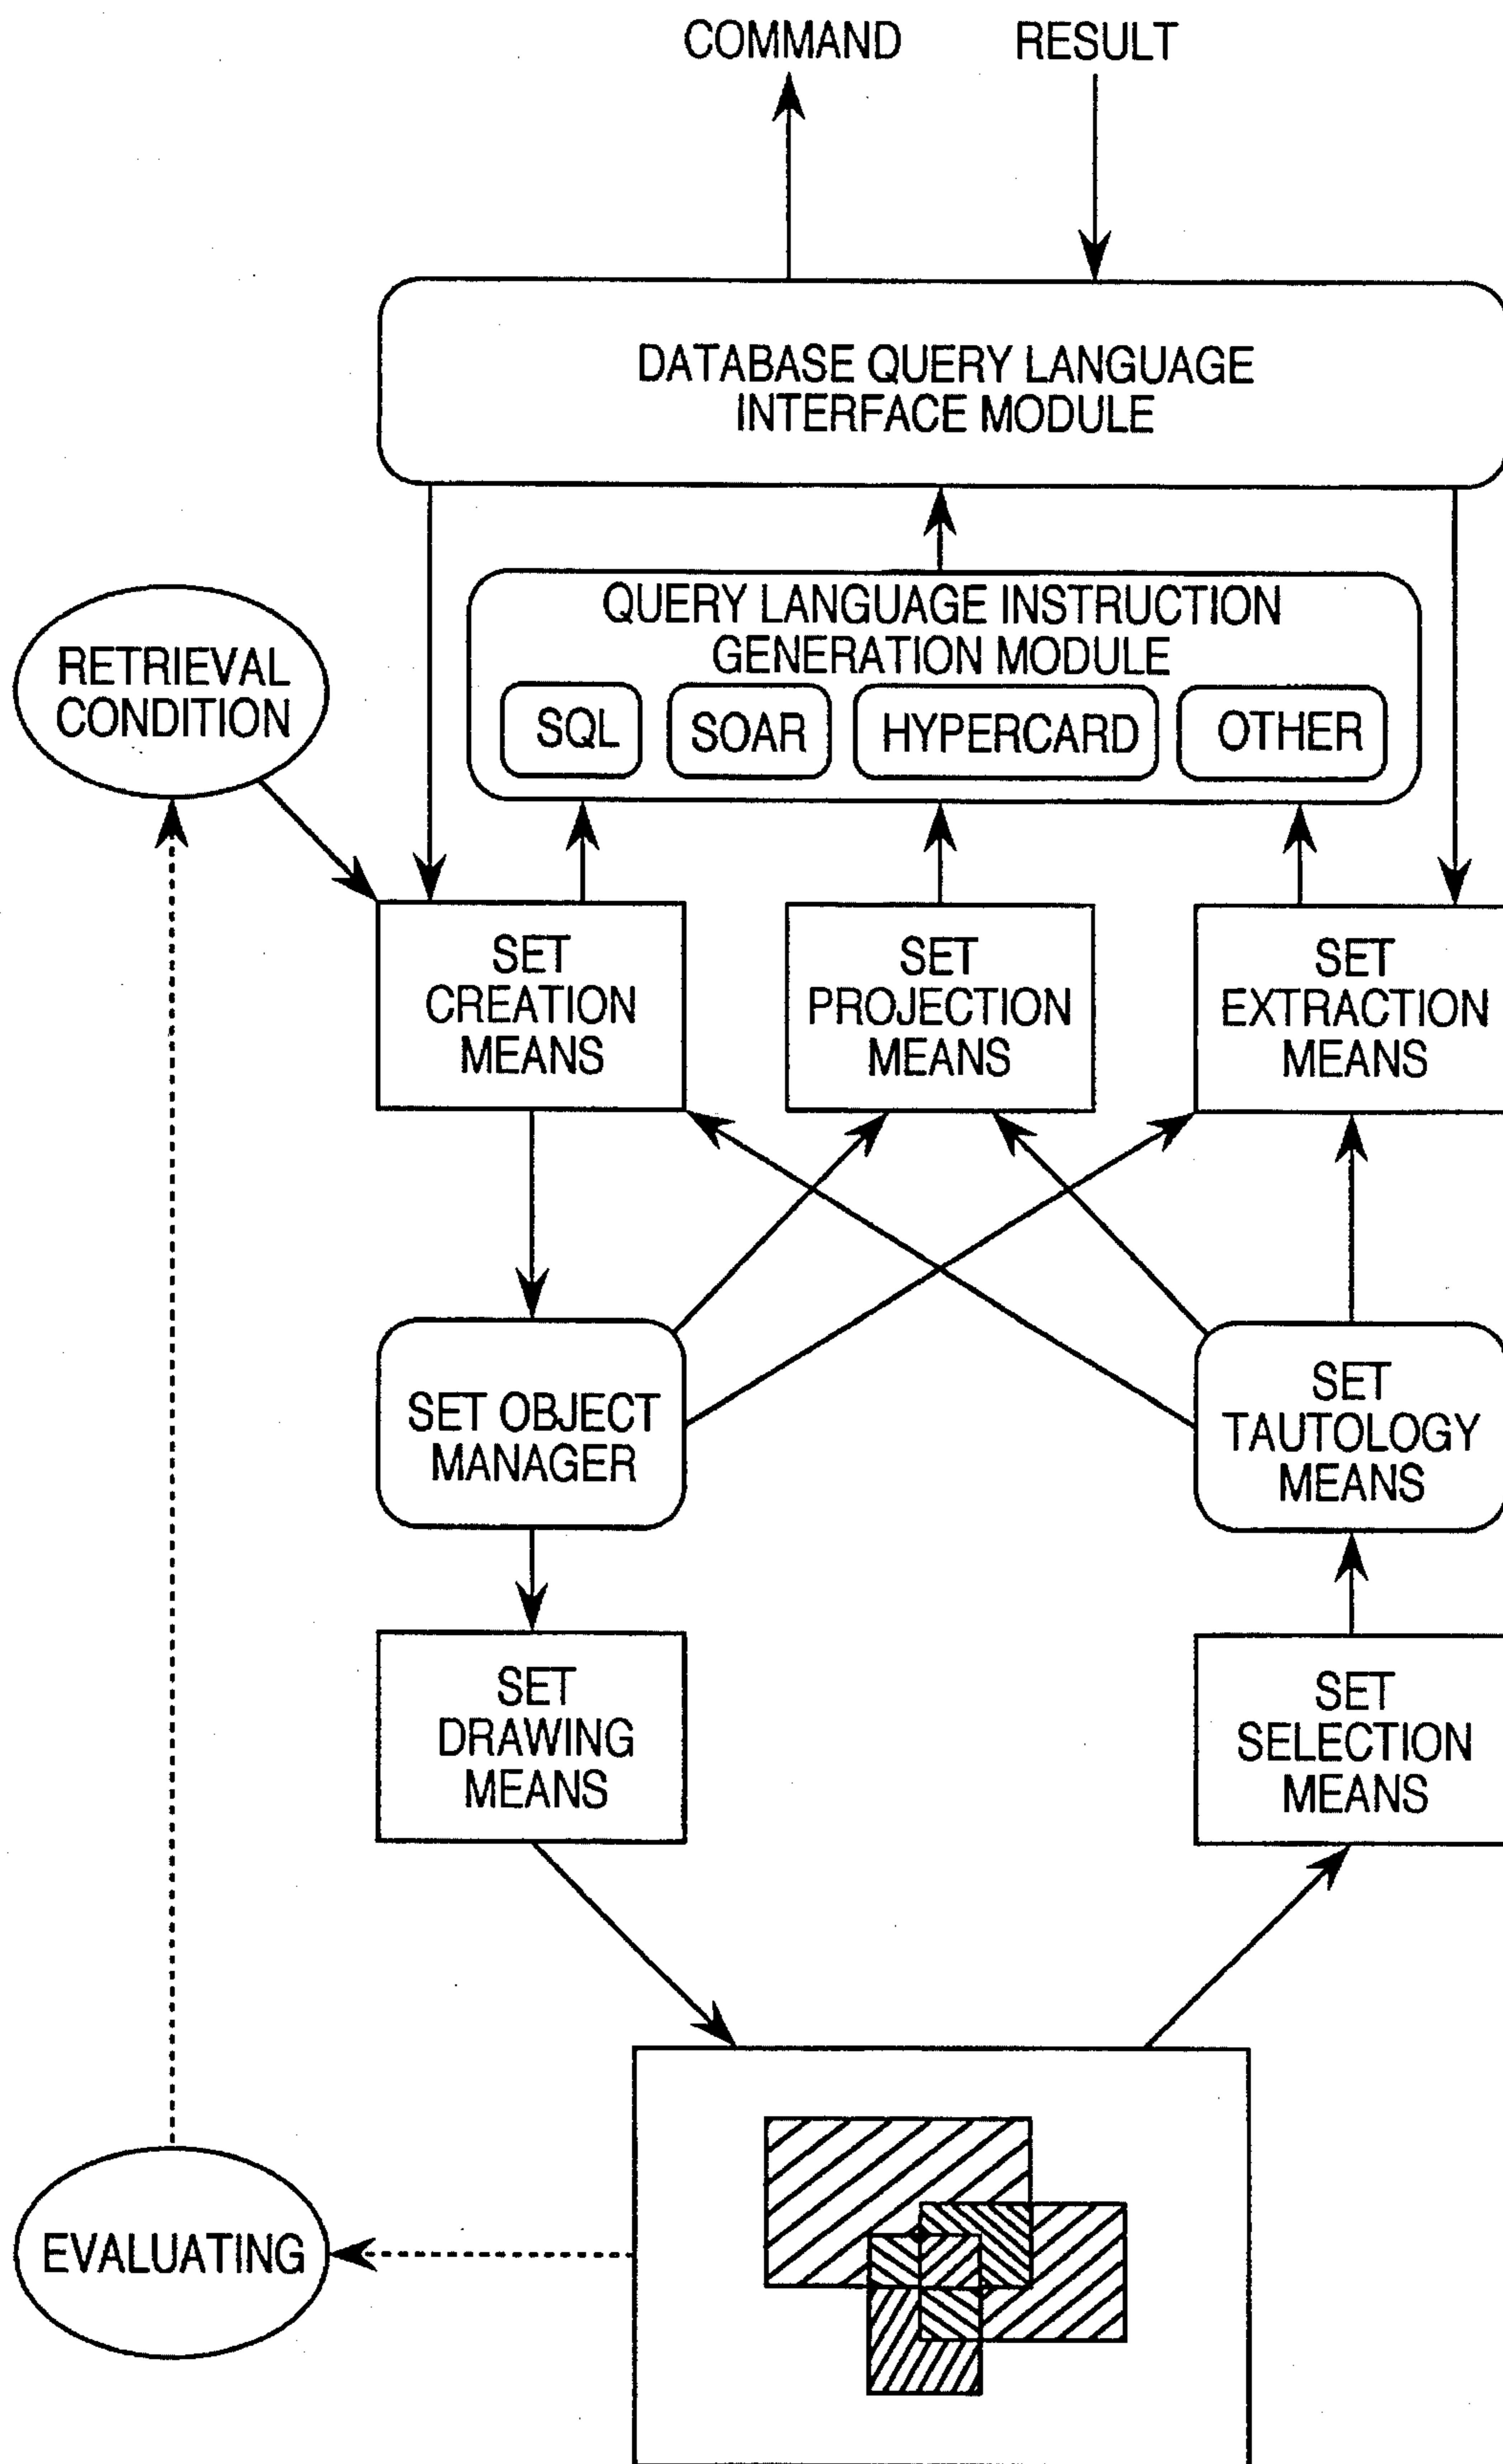 COMMAND
RESULT
DATABASE QUERY LANGUAGE
INTERFACE MODULE
QUERY LANGUAGE INSTRUCTION
GENERATION MODULE
RETRIEVAL
CONDITION
SQL
SOAR
HYPERCARD
OTHER
SET
CREATION
MEANS
SET
PROJECTION
MEANS
SET
EXTRACTION
MEANS
SET OBJECT
MANAGER
SET
TAUTOLOGY
MEANS
SET
DRAWING
MEANS
SET
SELECTION
MEANS
EVALUATING